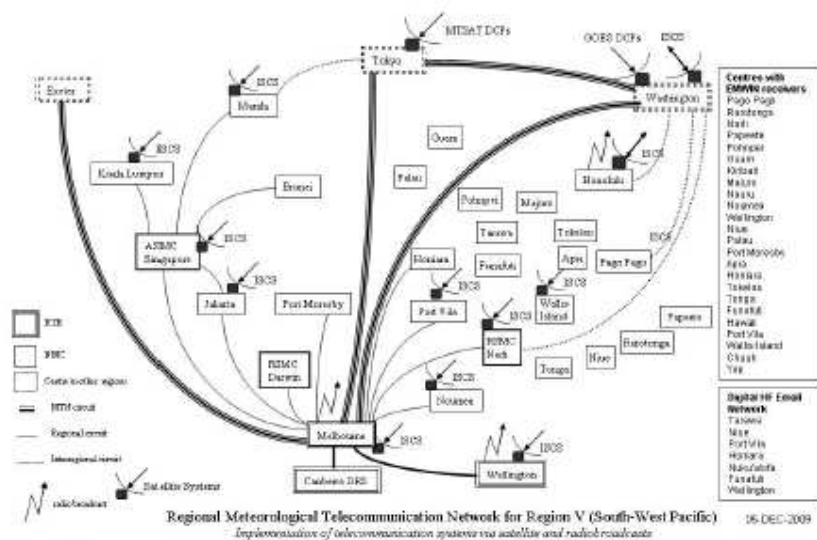 MTSAT DCPs
GOES DCPs
ISCS
Exeter
Tokyo
Washington
ISCS
Manila
Guam
ISCS
Kuala Lumpur
Brunei
Palau
ISCS
Honolulu
Pohnpei
Majuro
ASMC
Singapore
ISCS
Tarawa
Tokelau
ISCS
Honiara
Funafuti
Apia
Pago Pago
ISCS
Jakarta
Port Moresby
ISCS
Port Vila
ISCS
Wallis
Island
ISCS
RSMC
Nadi
Papeete
Rarotonga
Niue
Tonga
RSMC
Darwin
ISCS
Noumea
Melbourne
ISCS
Canberra DRS
ISCS
Wellington
RTH
NMC
Centre in other regions
MTN circuit
Regional circuit
Interregional circuit
radio broadcast
Satellite Systems
Centres with
EMWIN receivers
Pago Pago
Rarotonga
Nadi
Papeete
Pohnpei
Guam
Kiribati
Majuro
Nauru
Noumea
Wellington
Niue
Palau
Port Moresby
Apia
Honiara
Tokelau
Tonga
Funafuti
Hawaii
Port Vila
Wallis Island
Chuuk
Yap
Digital HF Email
Network
Tarawa
Niue
Port Vila
Honiara
Nuku'alofa
Funafuti
Wellington
Regional Meteorological Telecommunication Network for Region V (South-West Pacific)
06-DEC-2009
Implementation of telecommunication systems via satellite and radio broadcasts